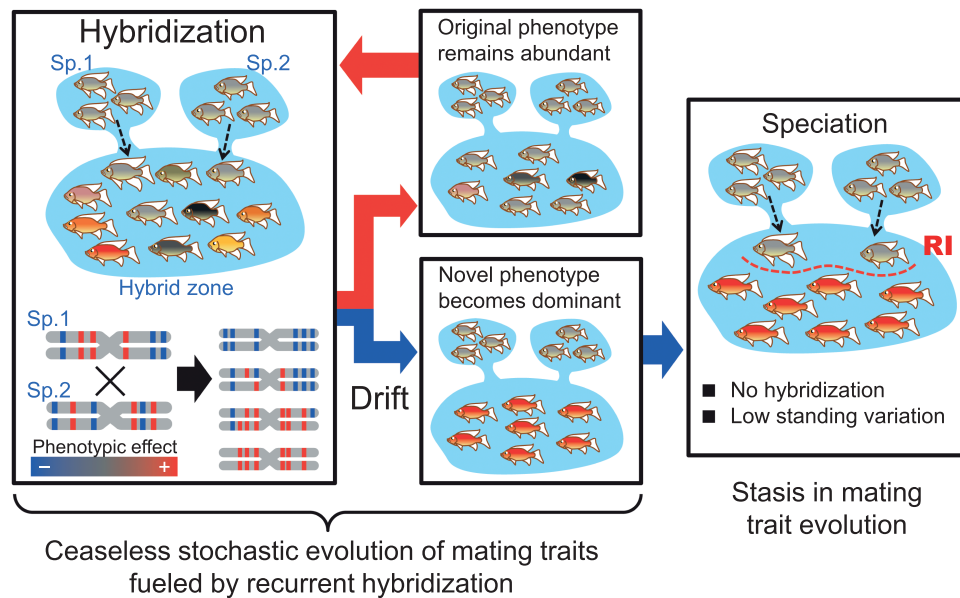 Hybridization
Sp.1
Sp.2
Hybrid zone
Sp.1
Sp.2
Phenotypic effect
− +
Original phenotype
remains abundant
Novel phenotype
becomes dominant
Drift
Speciation
RI
■ No hybridization
■ Low standing variation
Ceaseless stochastic evolution of mating traits
fueled by recurrent hybridization
Stasis in mating
trait evolution